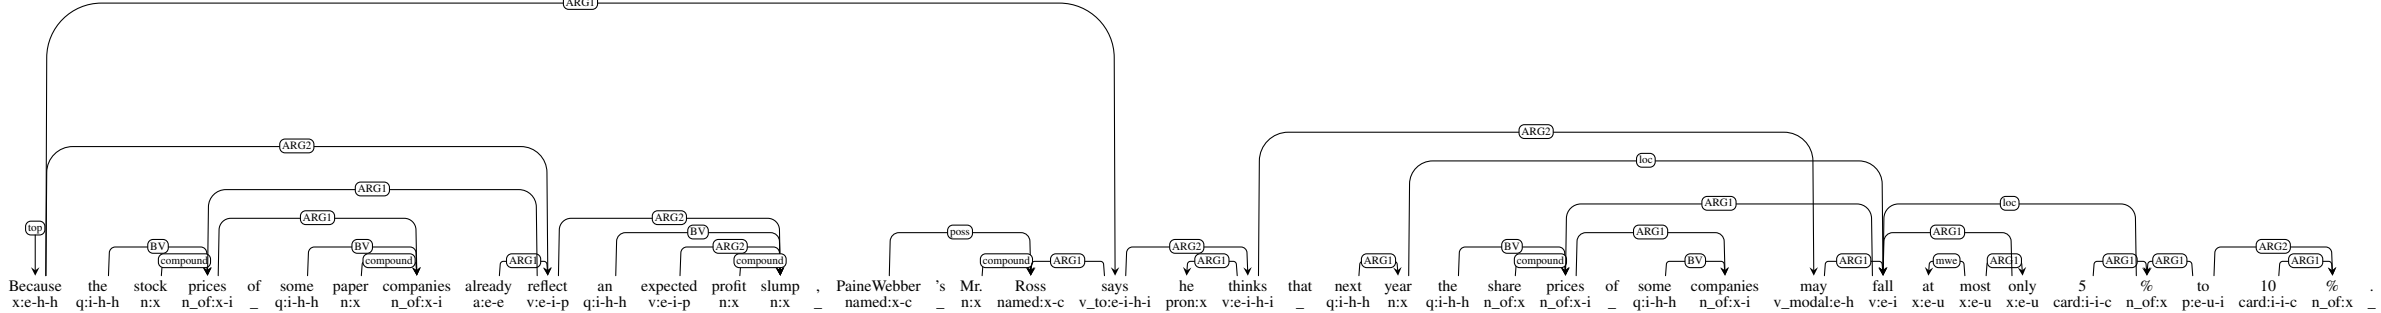 ARG1
ARG2
loc
ARG2
loc
ARG1
ARG1
ARG1 ARG2 ARG1
top BV poss BV ARG1
BV BV ARG2 ARG2 BV ARG2
compound compound ARG1 compound compound ARG1 ARG1 ARG1 compound BV ARG1 mwe ARG1 ARG1 ARG1 ARG1
Because the stock prices of some paper companies already reflect an expected profit slump , PaineWebber 's Mr. Ross says he thinks that next year the share prices of some companies may fall at most only 5 % to 10 % .
x:e-h-h q:i-h-h n:x n_of:x-i _ q:i-h-h n:x n_of:x-i a:e-e v:e-i-p q:i-h-h v:e-i-p n:x n:x _ named:x-c _ n:x named:x-c v_to:e-i-h-i pron:x v:e-i-h-i _ q:i-h-h n:x q:i-h-h n_of:x n_of:x-i _ q:i-h-h n_of:x-i v_modal:e-h v:e-i x:e-u x:e-u x:e-u card:i-i-c n_of:x p:e-u-i card:i-i-c n_of:x _